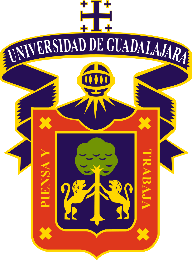 UNIVERSIDAD DE GUADALAJARA
PIENSA Y
TRABAJA